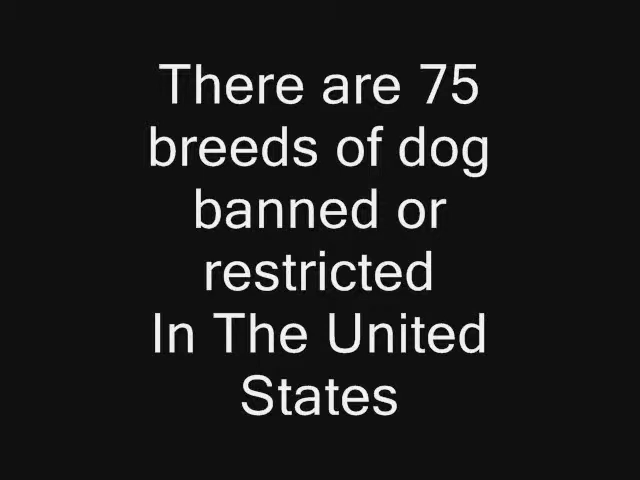 There are 75
breeds of dog
banned or
restricted
In The United
States